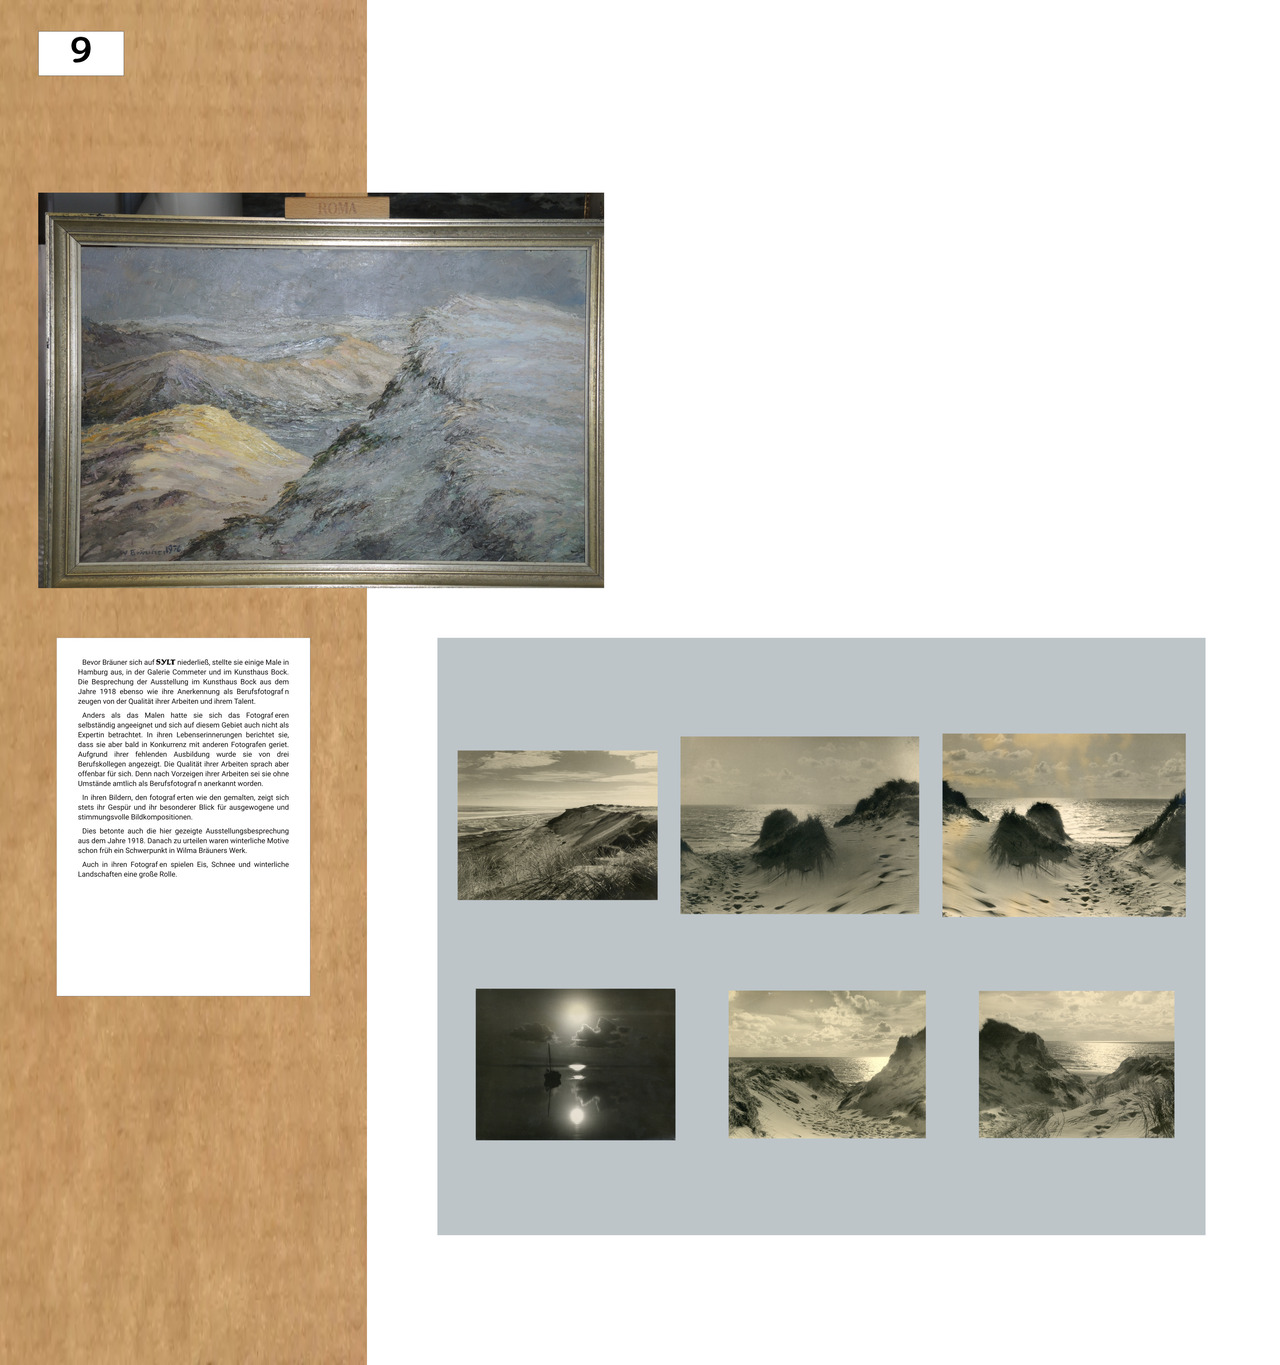 9
ROMA
1976
Bevor Bräuner sich auf SYLT niederließ, stellte sie einige Male in
Hamburg aus, in der Galerie Commeter und im Kunsthaus Bock.
Die Besprechung der Ausstellung im Kunsthaus Bock aus dem
Jahre 1918 ebenso wie ihre Anerkennung als Berufsfotograf n
zeugen von der Qualität ihrer Arbeiten und ihrem Talent.
Anders als das Malen hatte sie sich das Fotograf eren
selbständig angeeignet und sich auf diesem Gebiet auch nicht als
Expertin betrachtet. In ihren Lebenserinnerungen berichtet sie,
dass sie aber bald in Konkurrenz mit anderen Fotografen geriet.
Aufgrund ihrer fehlenden Ausbildung wurde sie von drei
Berufskollegen angezeigt. Die Qualität ihrer Arbeiten sprach aber
offenbar für sich. Denn nach Vorzeigen ihrer Arbeiten sei sie ohne
Umstände amtlich als Berufsfotograf n anerkannt worden.
In ihren Bildern, den fotograf erten wie den gemalten, zeigt sich
stets ihr Gespür und ihr besonderer Blick für ausgewogene und
stimmungsvolle Bildkompositionen.
Dies betonte auch die hier gezeigte Ausstellungsbesprechung
aus dem Jahre 1918. Danach zu urteilen waren winterliche Motive
schon früh ein Schwerpunkt in Wilma Bräuners Werk.
Auch in ihren Fotograf en spielen Eis, Schnee und winterliche
Landschaften eine große Rolle.